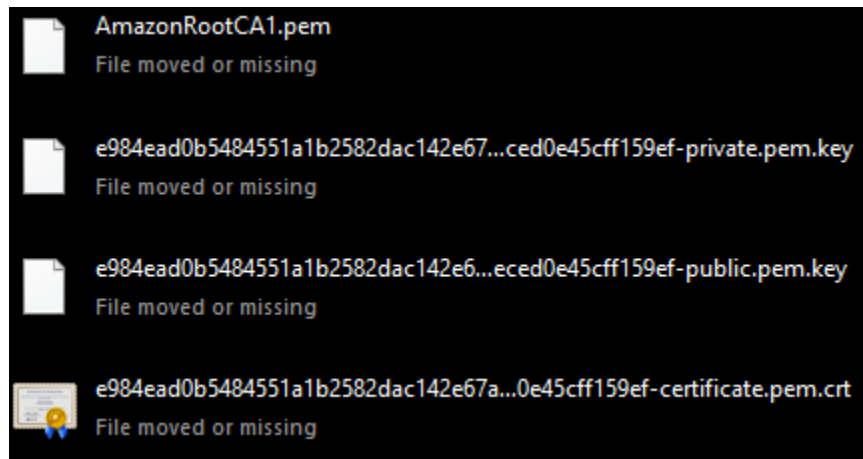 AmazonRootCA1.pem
File moved or missing
e984ead0b5484551a1b2582dac142e67...ced0e45cff159ef-private.pem.key
File moved or missing
e984ead0b5484551a1b2582dac142e6...eced0e45cff159ef-public.pem.key
File moved or missing
e984ead0b5484551a1b2582dac142e67a...0e45cff159ef-certificate.pem.crt
File moved or missing